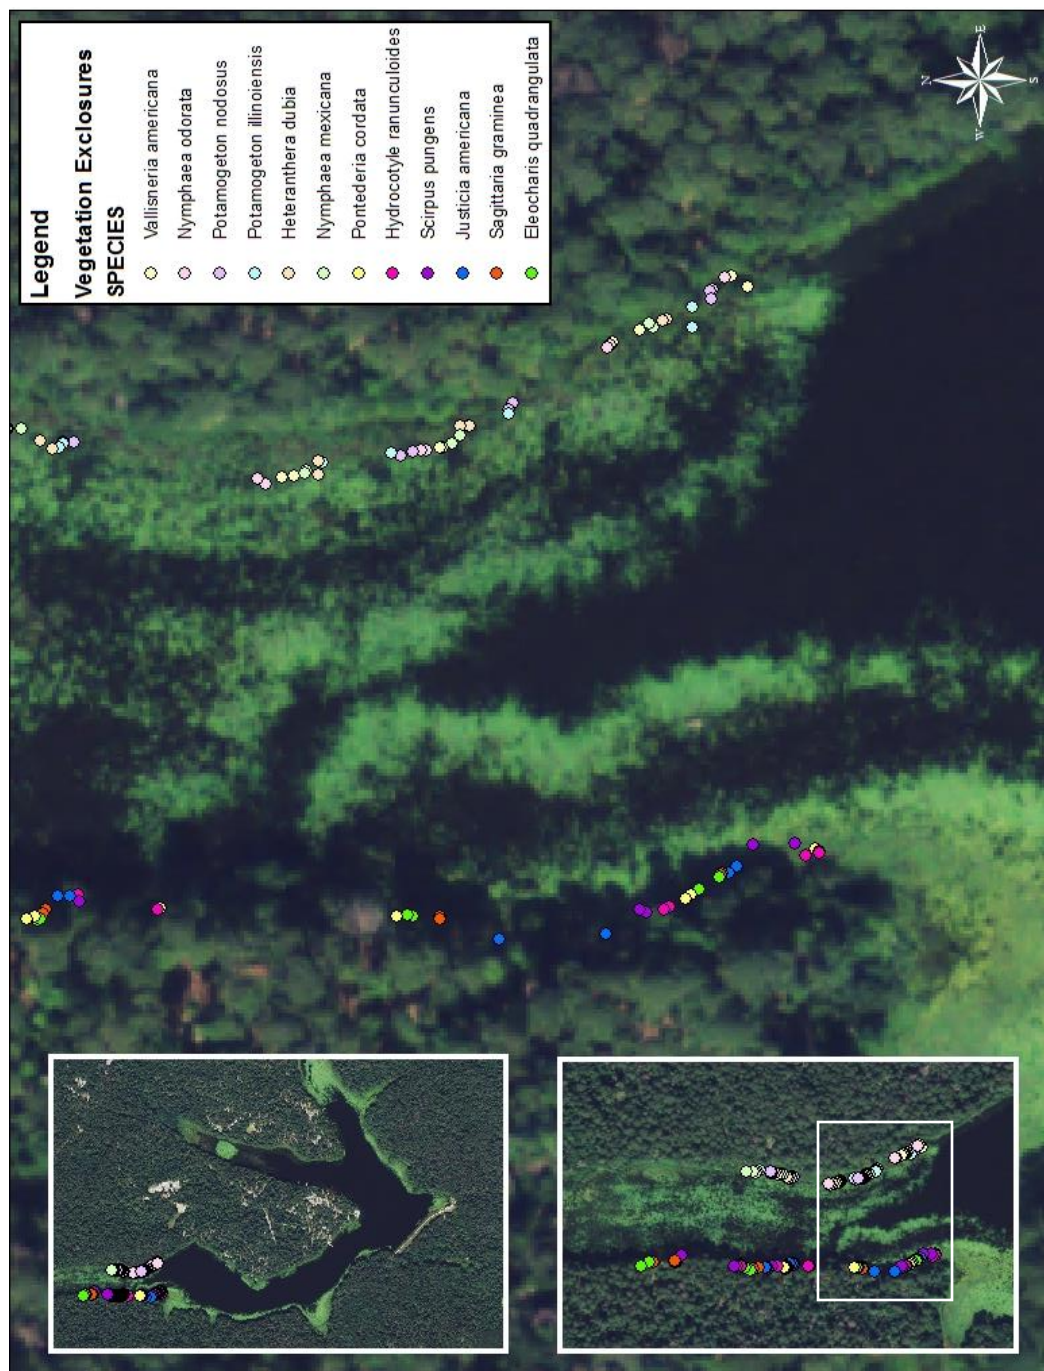 Legend
Vegetation Exclosures
SPECIES
Vallisneria americana
Nymphaea odorata
Potamogeton nodosus
Potamogeton illinoiensis
Heteranthera dubia
Nymphaea mexicana
Pontederia cordata
Hydrocotyle ranunculoides
Scirpus pungens
Justicia americana
Sagittaria graminea
Eleocharis quadrangulata
N
E
S
W